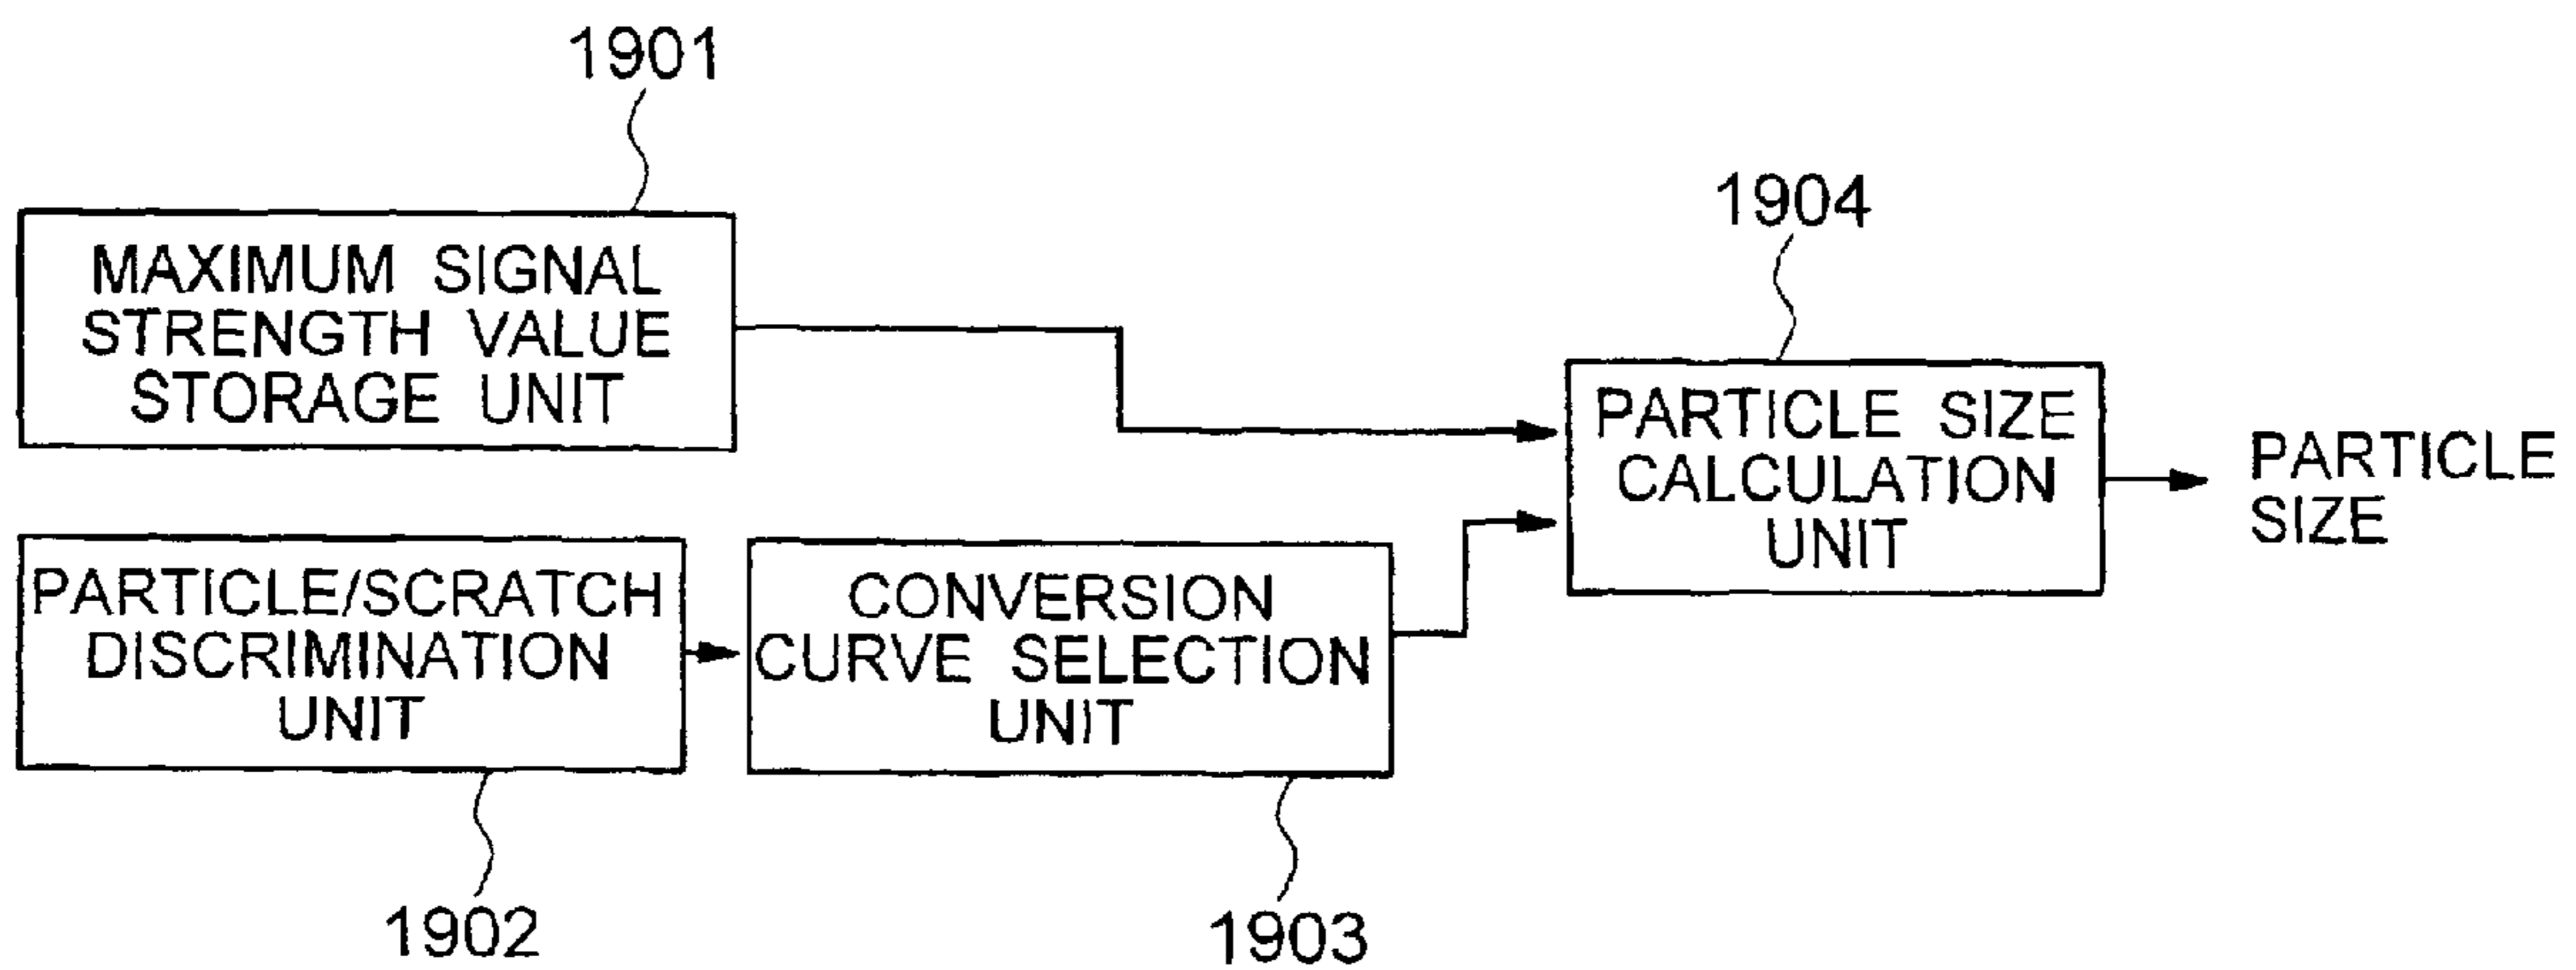 1901
MAXIMUM SIGNAL
STRENGTH VALUE
STORAGE UNIT
1904
PARTICLE SIZE
CALCULATION
UNIT
PARTICLE
SIZE
PARTICLE/SCRATCH
DISCRIMINATION
UNIT
CONVERSION
CURVE SELECTION
UNIT
1902
1903